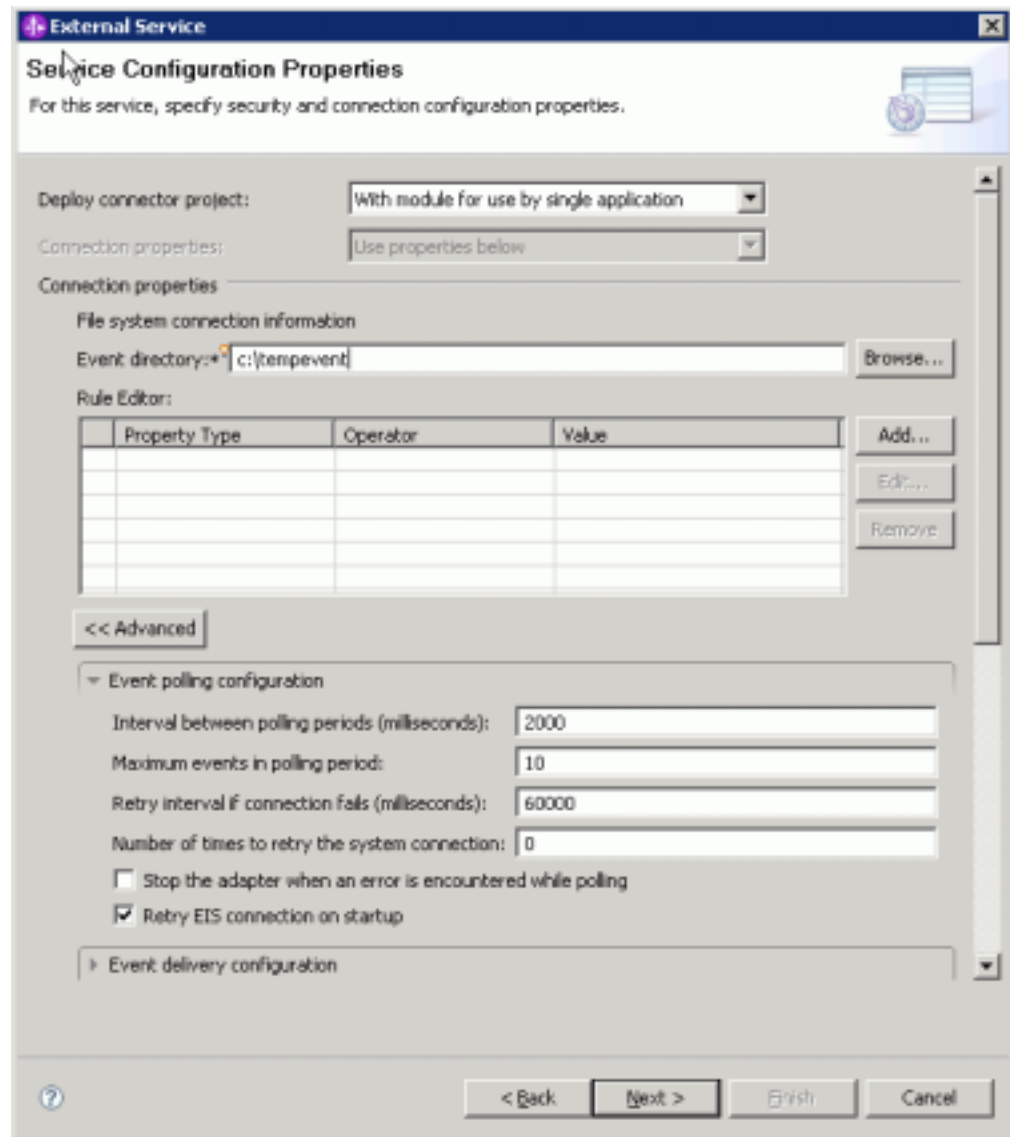 External Service
Service Configuration Properties
For this service, specify security and connection configuration properties.
Deploy connector project: With module for use by single application
Connection properties: Use properties below
Connection properties
File system connection information
Event directory:* c:\tempevent Browse...
Rule Editor:
Property Type Operator Value Add...
Edit...
Remove
<< Advanced
Event polling configuration
Interval between polling periods (milliseconds): 2000
Maximum events in polling period: 10
Retry interval if connection fails (milliseconds): 60000
Number of times to retry the system connection: 0
Stop the adapter when an error is encountered while polling
Retry EIS connection on startup
Event delivery configuration
? < Back Next > Finish Cancel